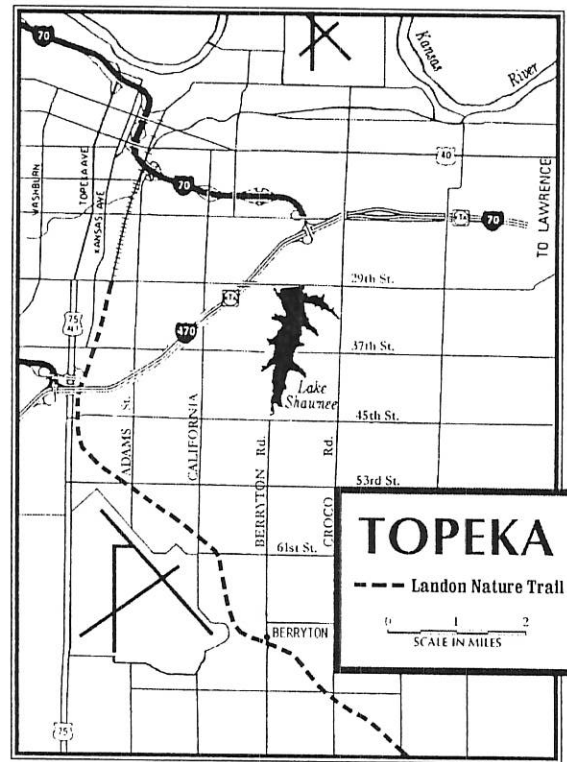 70
Kansas
River
40
WASHBURN
TOPEKA AVE
KANSAS AVE
70
TO LAWRENCE
70
29th St.
75
470
37th St.
Lake
Shawnee
45th St.
ADAMS St.
CALIFORNIA
BERRYTON Rd.
CROCO Rd.
53rd St.
61st St.
TOPEKA
Landon Nature Trail
0 1 2
SCALE IN MILES
BERRYTON
75